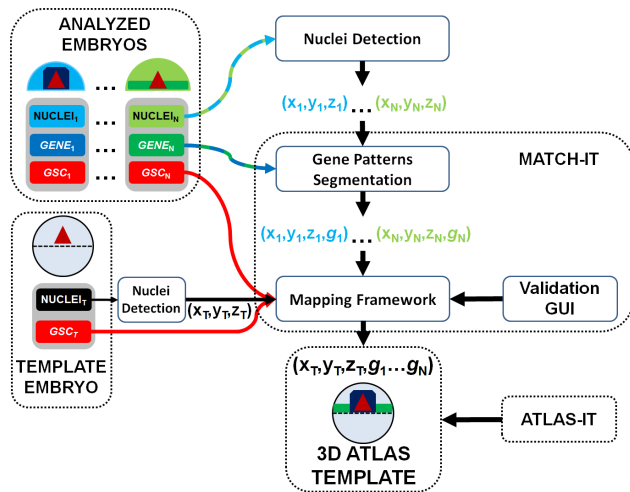 ANALYZED
EMBRYOS
... ...
NUCLEI1 ... NUCLEIN
GENE1 GENEN
GSC1 ... GSCN
Nuclei Detection
(x1,y1,z1) ... (xN,yN,zN)
Gene Patterns
Segmentation
MATCH-IT
(x1,y1,z1,g1) ... (xN,yN,zN,gN)
Mapping Framework
Validation
GUI
NUCLEIT
GSCT
TEMPLATE
EMBRYO
Nuclei
Detection
(xT,yT,zT)
(xT,yT,zT,g1...gN)
3D ATLAS
TEMPLATE
ATLAS-IT